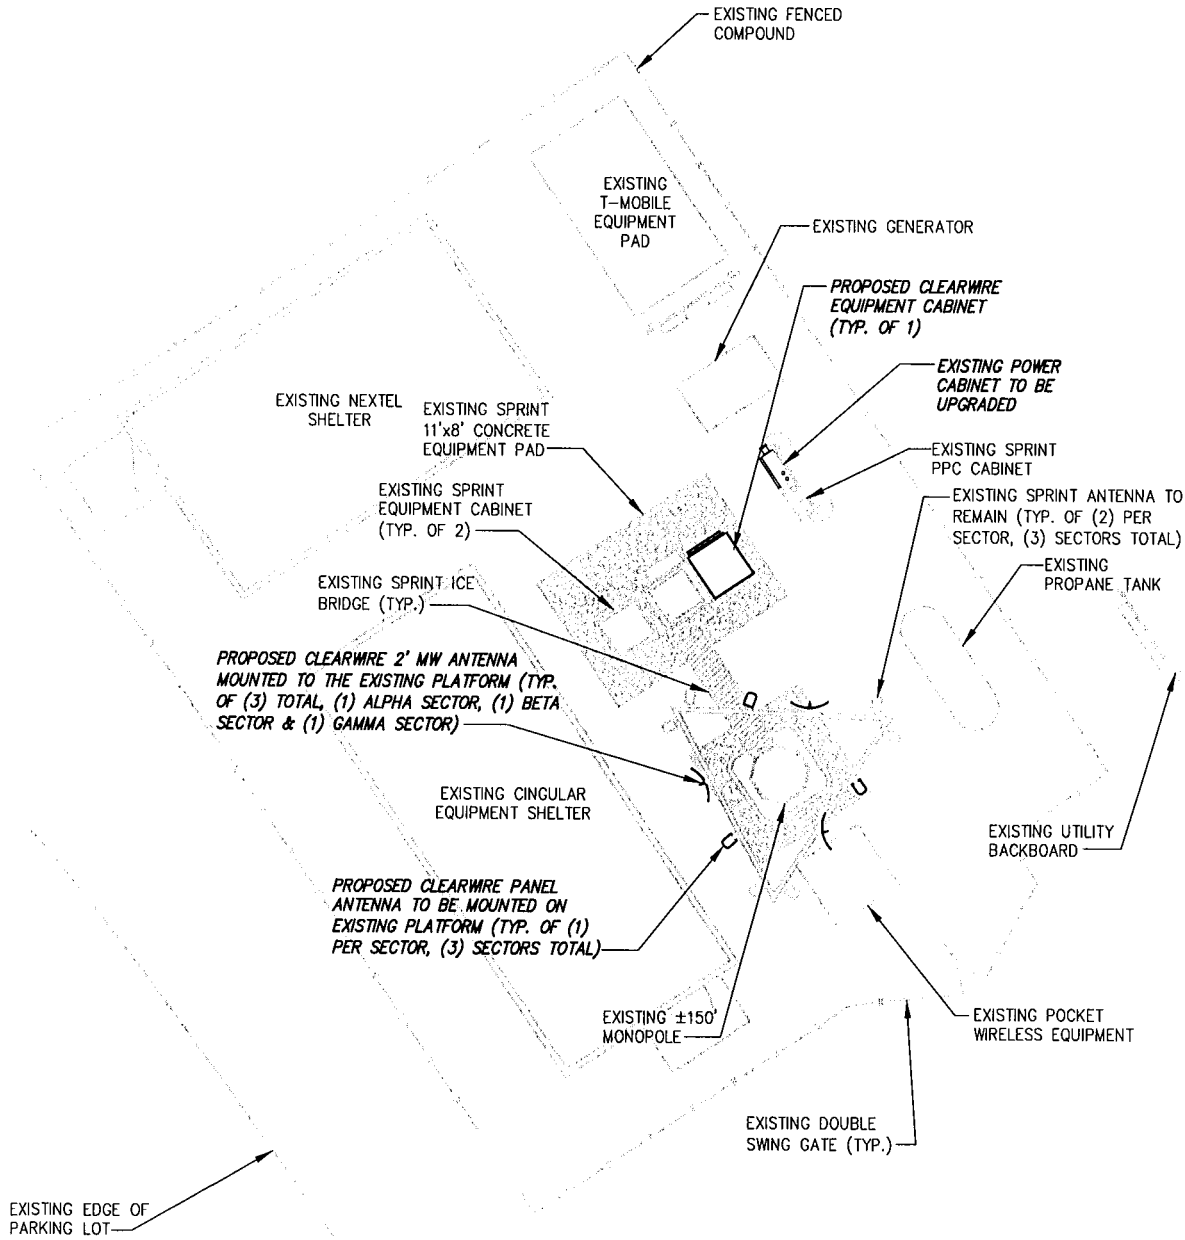 EXISTING FENCED
COMPOUND
EXISTING
T-MOBILE
EQUIPMENT
PAD
EXISTING GENERATOR
PROPOSED CLEARWIRE
EQUIPMENT CABINET
(TYP. OF 1)
EXISTING POWER
CABINET TO BE
UPGRADED
EXISTING NEXTEL
SHELTER
EXISTING SPRINT
11'x8' CONCRETE
EQUIPMENT PAD
EXISTING SPRINT
PPC CABINET
EXISTING SPRINT
EQUIPMENT CABINET
(TYP. OF 2)
EXISTING SPRINT ANTENNA TO
REMAIN (TYP. OF (2) PER
SECTOR, (3) SECTORS TOTAL)
EXISTING
PROPANE TANK
EXISTING SPRINT ICE
BRIDGE (TYP.)
PROPOSED CLEARWIRE 2' MW ANTENNA
MOUNTED TO THE EXISTING PLATFORM (TYP.
OF (3) TOTAL, (1) ALPHA SECTOR, (1) BETA
SECTOR & (1) GAMMA SECTOR)
EXISTING CINGULAR
EQUIPMENT SHELTER
EXISTING UTILITY
BACKBOARD
PROPOSED CLEARWIRE PANEL
ANTENNA TO BE MOUNTED ON
EXISTING PLATFORM (TYP. OF (1)
PER SECTOR, (3) SECTORS TOTAL)
EXISTING ±150'
MONOPOLE
EXISTING POCKET
WIRELESS EQUIPMENT
EXISTING DOUBLE
SWING GATE (TYP.)
EXISTING EDGE OF
PARKING LOT